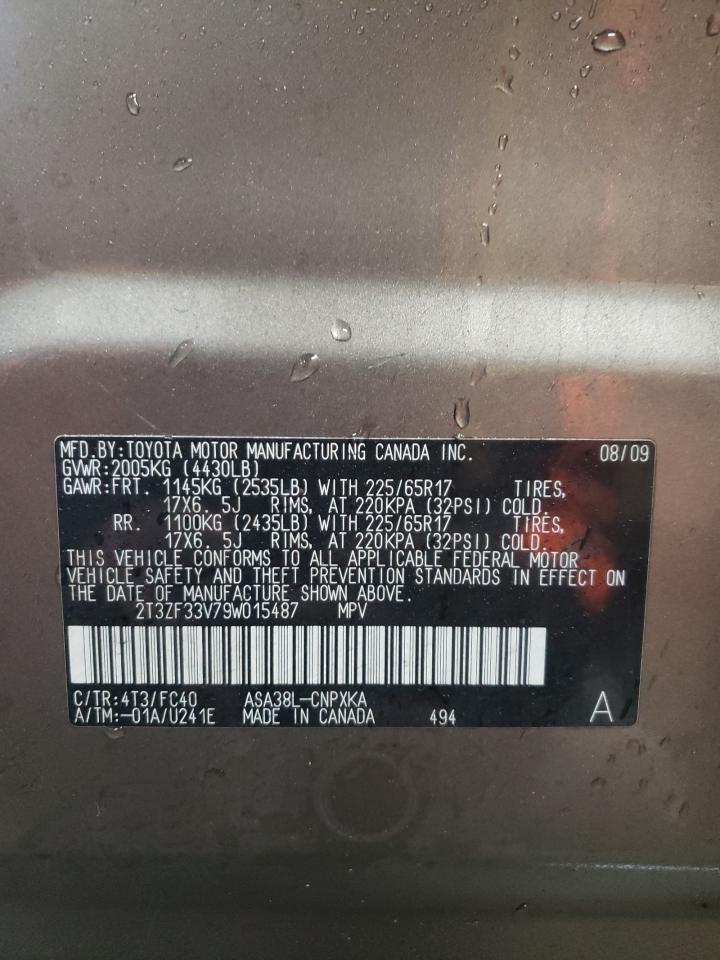 MFD.BY:TOYOTA MOTOR MANUFACTURING CANADA INC. 08/09
GVWR:2005KG (4430LB)
GAWR:FRT. 1145KG (2535LB) WITH 225/65R17 TIRES,
17X6. 5J RIMS, AT 220KPA (32PSI) COLD.
RR. 1100KG (2435LB) WITH 225/65R17 TIRES,
17X6. 5J RIMS, AT 220KPA (32PSI) COLD.
THIS VEHICLE CONFORMS TO ALL APPLICABLE FEDERAL MOTOR
VEHICLE SAFETY AND THEFT PREVENTION STANDARDS IN EFFECT ON
THE DATE OF MANUFACTURE SHOWN ABOVE.
2T3ZF33V79W015487 MPV
C/TR:4T3/FC40 ASA38L-CNPXKA
A/TM:-01A/U241E MADE IN CANADA 494 A